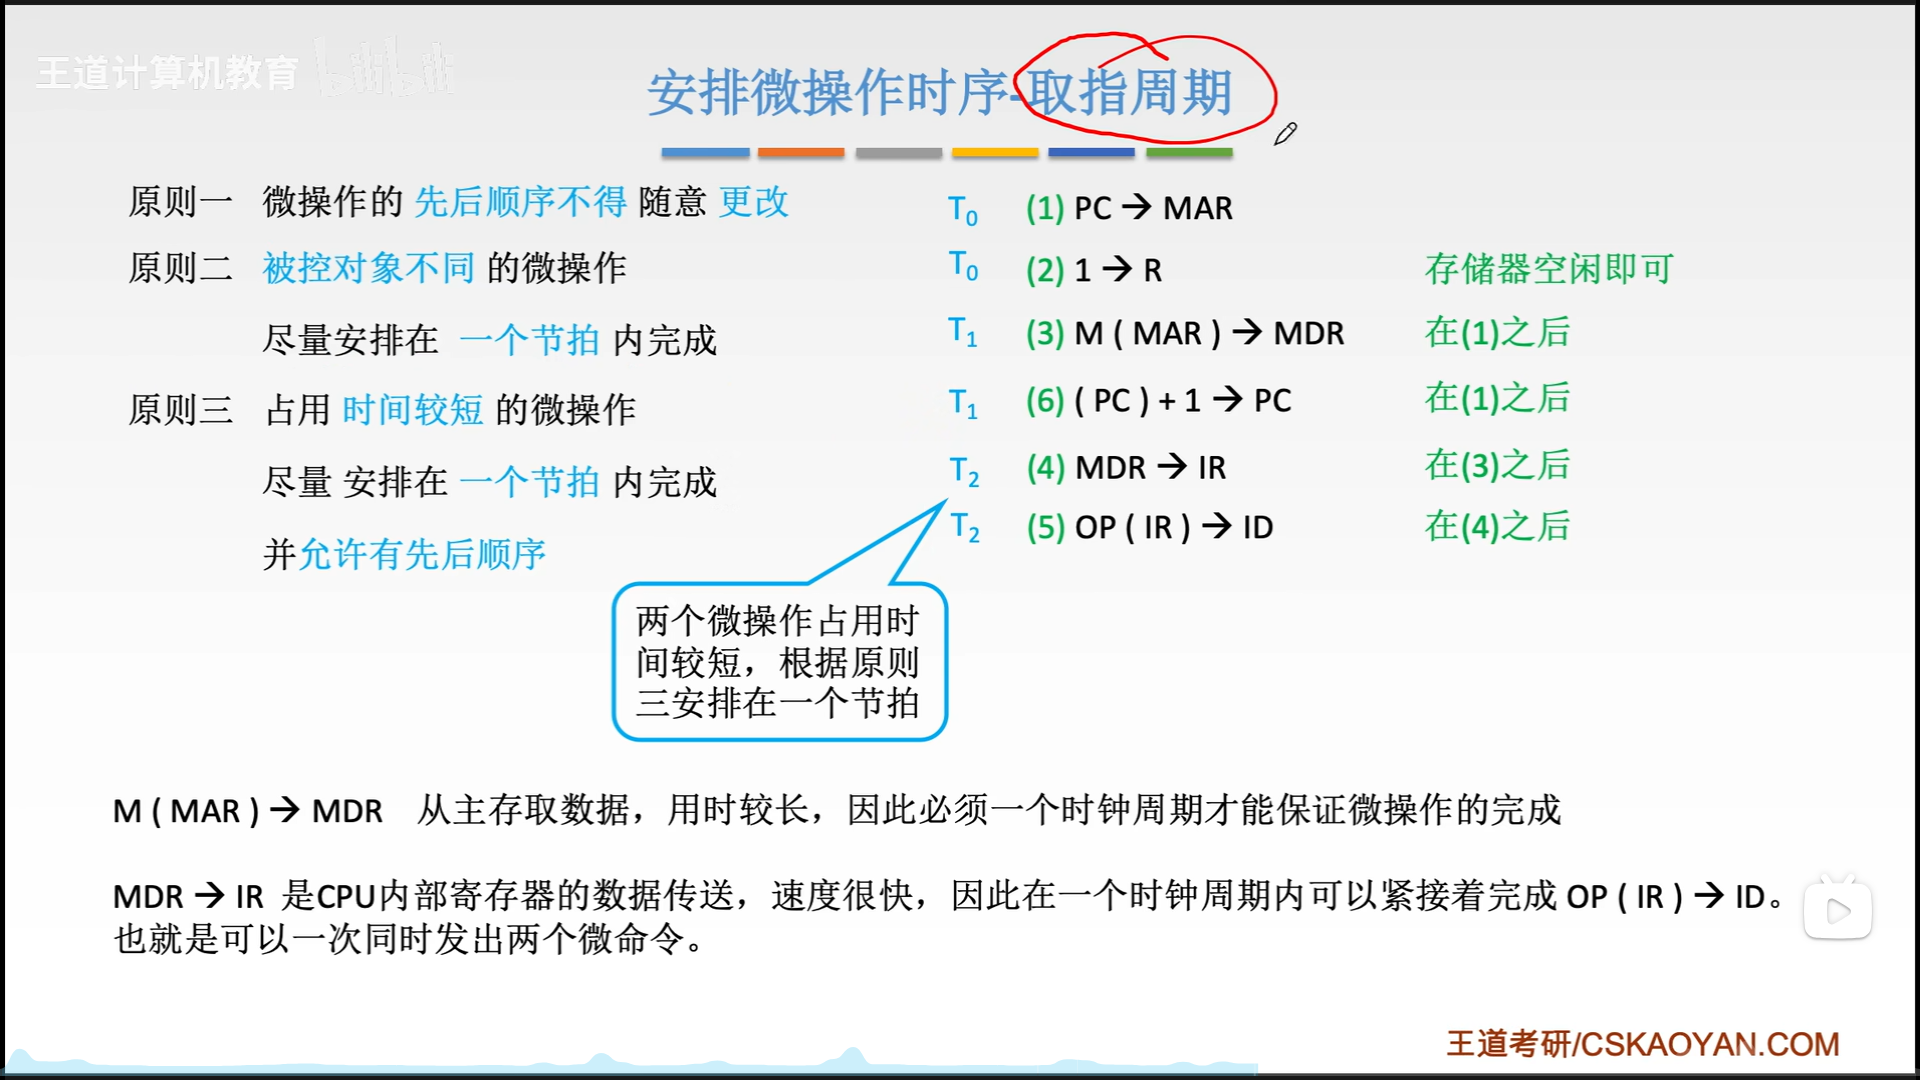 王道计算机教育 bilibili
安排微操作时序-取指周期
原则一 微操作的 先后顺序不得 随意 更改
原则二 被控对象不同 的微操作
尽量安排在 一个节拍 内完成
原则三 占用 时间较短 的微操作
尽量 安排在 一个节拍 内完成
并允许有先后顺序
T0 (1) PC → MAR
T0 (2) 1 → R 存储器空闲即可
T1 (3) M ( MAR ) → MDR 在(1)之后
T1 (6) ( PC ) + 1 → PC 在(1)之后
T2 (4) MDR → IR 在(3)之后
T2 (5) OP ( IR ) → ID 在(4)之后
两个微操作占用时
间较短，根据原则
三安排在一个节拍
M ( MAR ) → MDR 从主存取数据，用时较长，因此必须一个时钟周期才能保证微操作的完成
MDR → IR 是CPU内部寄存器的数据传送，速度很快，因此在一个时钟周期内可以紧接着完成 OP ( IR ) → ID。
也就是可以一次同时发出两个微命令。
王道考研/CSKAOYAN.COM